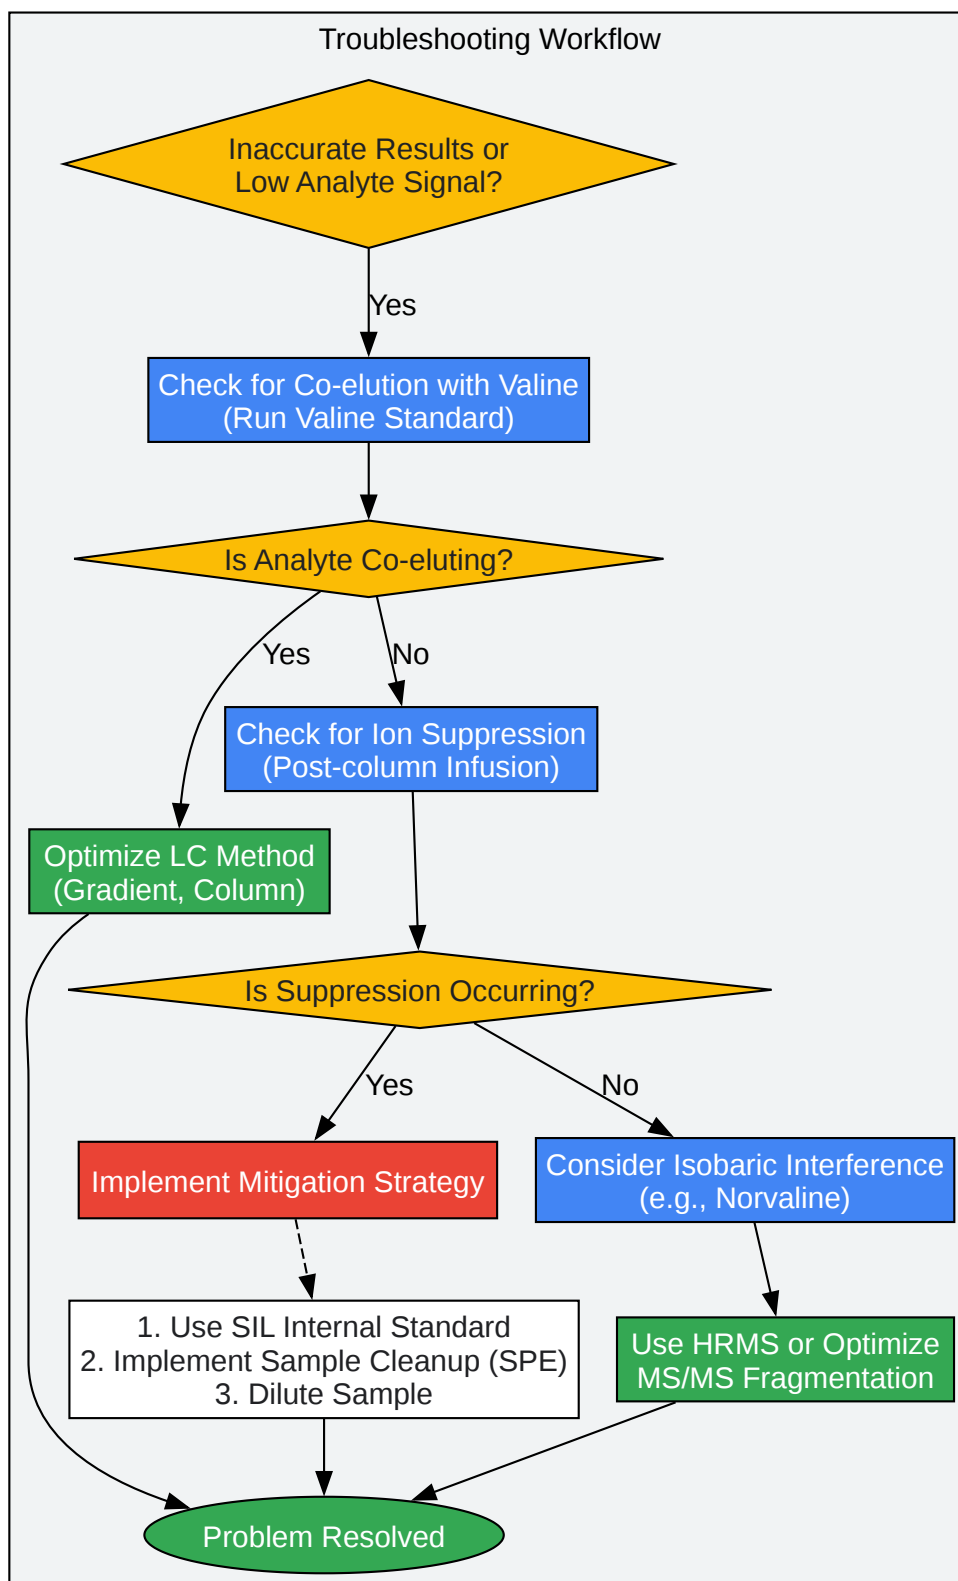 Troubleshooting Workflow
Inaccurate Results or
Low Analyte Signal?
Yes
Check for Co-elution with Valine
(Run Valine Standard)
Is Analyte Co-eluting?
Yes
No
Check for Ion Suppression
(Post-column Infusion)
Optimize LC Method
(Gradient, Column)
Is Suppression Occurring?
Yes
No
Implement Mitigation Strategy
Consider Isobaric Interference
(e.g., Norvaline)
1. Use SIL Internal Standard
2. Implement Sample Cleanup (SPE)
3. Dilute Sample
Use HRMS or Optimize
MS/MS Fragmentation
Problem Resolved